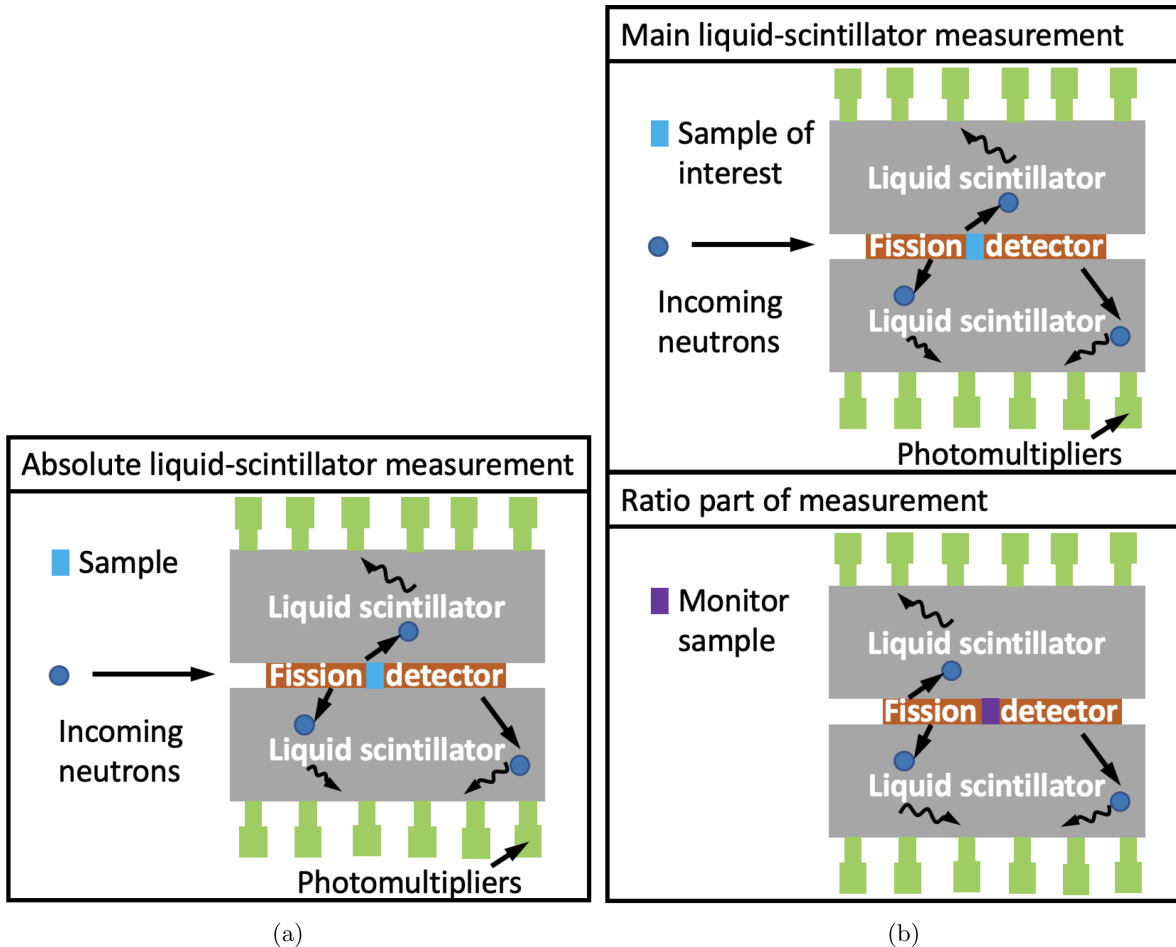 Absolute liquid-scintillator measurement
Sample
Liquid scintillator
Fission detector
Incoming
neutrons
Liquid scintillator
Photomultipliers
(a)
Main liquid-scintillator measurement
Sample of
interest
Liquid scintillator
Fission detector
Incoming
neutrons
Liquid scintillator
Photomultipliers
Ratio part of measurement
Monitor
sample
Liquid scintillator
Fission detector
Liquid scintillator
(b)